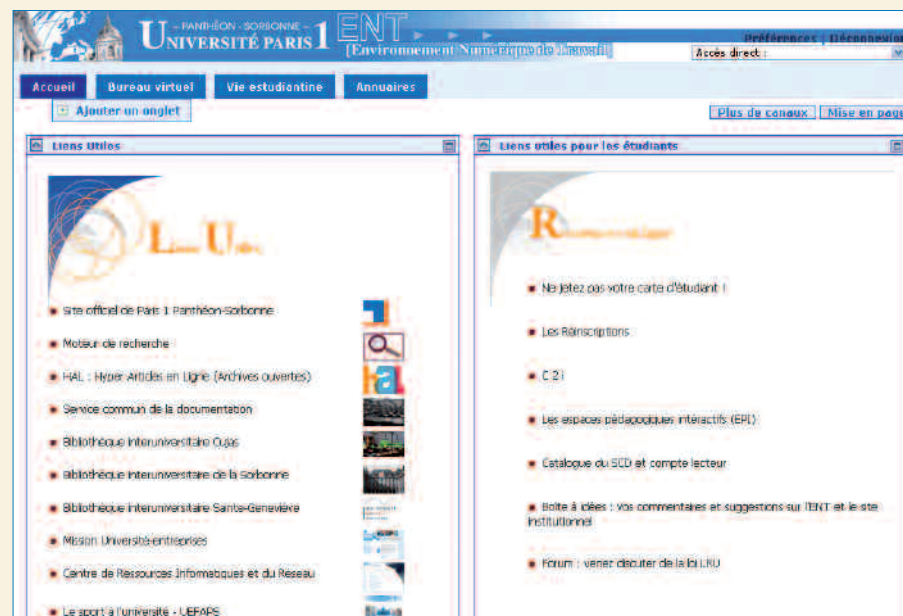 – PANTHÉON - SORBONNE –
UNIVERSITÉ PARIS 1
ENT
[Environnement Numérique de Travail]
Préférences | Déconnexion
Accès direct :
Accueil
Bureau virtuel
Vie estudiantine
Annuaires
Ajouter un onglet
Plus de canaux
Mise en page
Liens Utiles
Site officiel de Paris 1 Panthéon-Sorbonne
Moteur de recherche
HAL : Hyper Articles en Ligne (Archives ouvertes)
Service commun de la documentation
Bibliothèque interuniversitaire Cujas
Bibliothèque interuniversitaire de la Sorbonne
Bibliothèque interuniversitaire Sainte-Geneviève
Mission Université-entreprises
Centre de Ressources Informatiques et du Reseau
Le sport à l'université - UEFAPS
Liens utiles pour les étudiants
Ne jetez pas votre carte d'étudiant !
Les Réinscriptions
C2i
Les espaces pédagogiques interactifs (EPI)
Catalogue du SCD et compte lecteur
Boîte à idées : vos commentaires et suggestions sur l'ENT et le site
institutionnel
Forum : venez discuter de la loi LRU